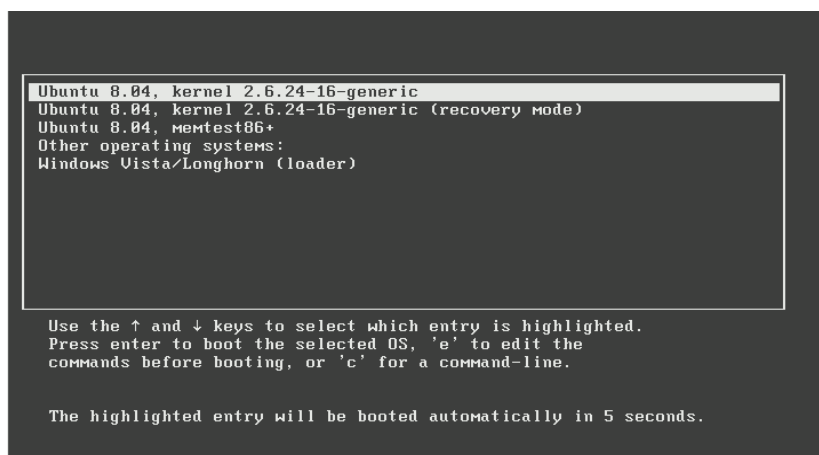 Ubuntu 8.04, kernel 2.6.24-16-generic
Ubuntu 8.04, kernel 2.6.24-16-generic (recovery mode)
Ubuntu 8.04, memtest86+
Other operating systems:
Windows Vista/Longhorn (loader)
Use the ↑ and ↓ keys to select which entry is highlighted.
Press enter to boot the selected OS, 'e' to edit the
commands before booting, or 'c' for a command-line.
The highlighted entry will be booted automatically in 5 seconds.